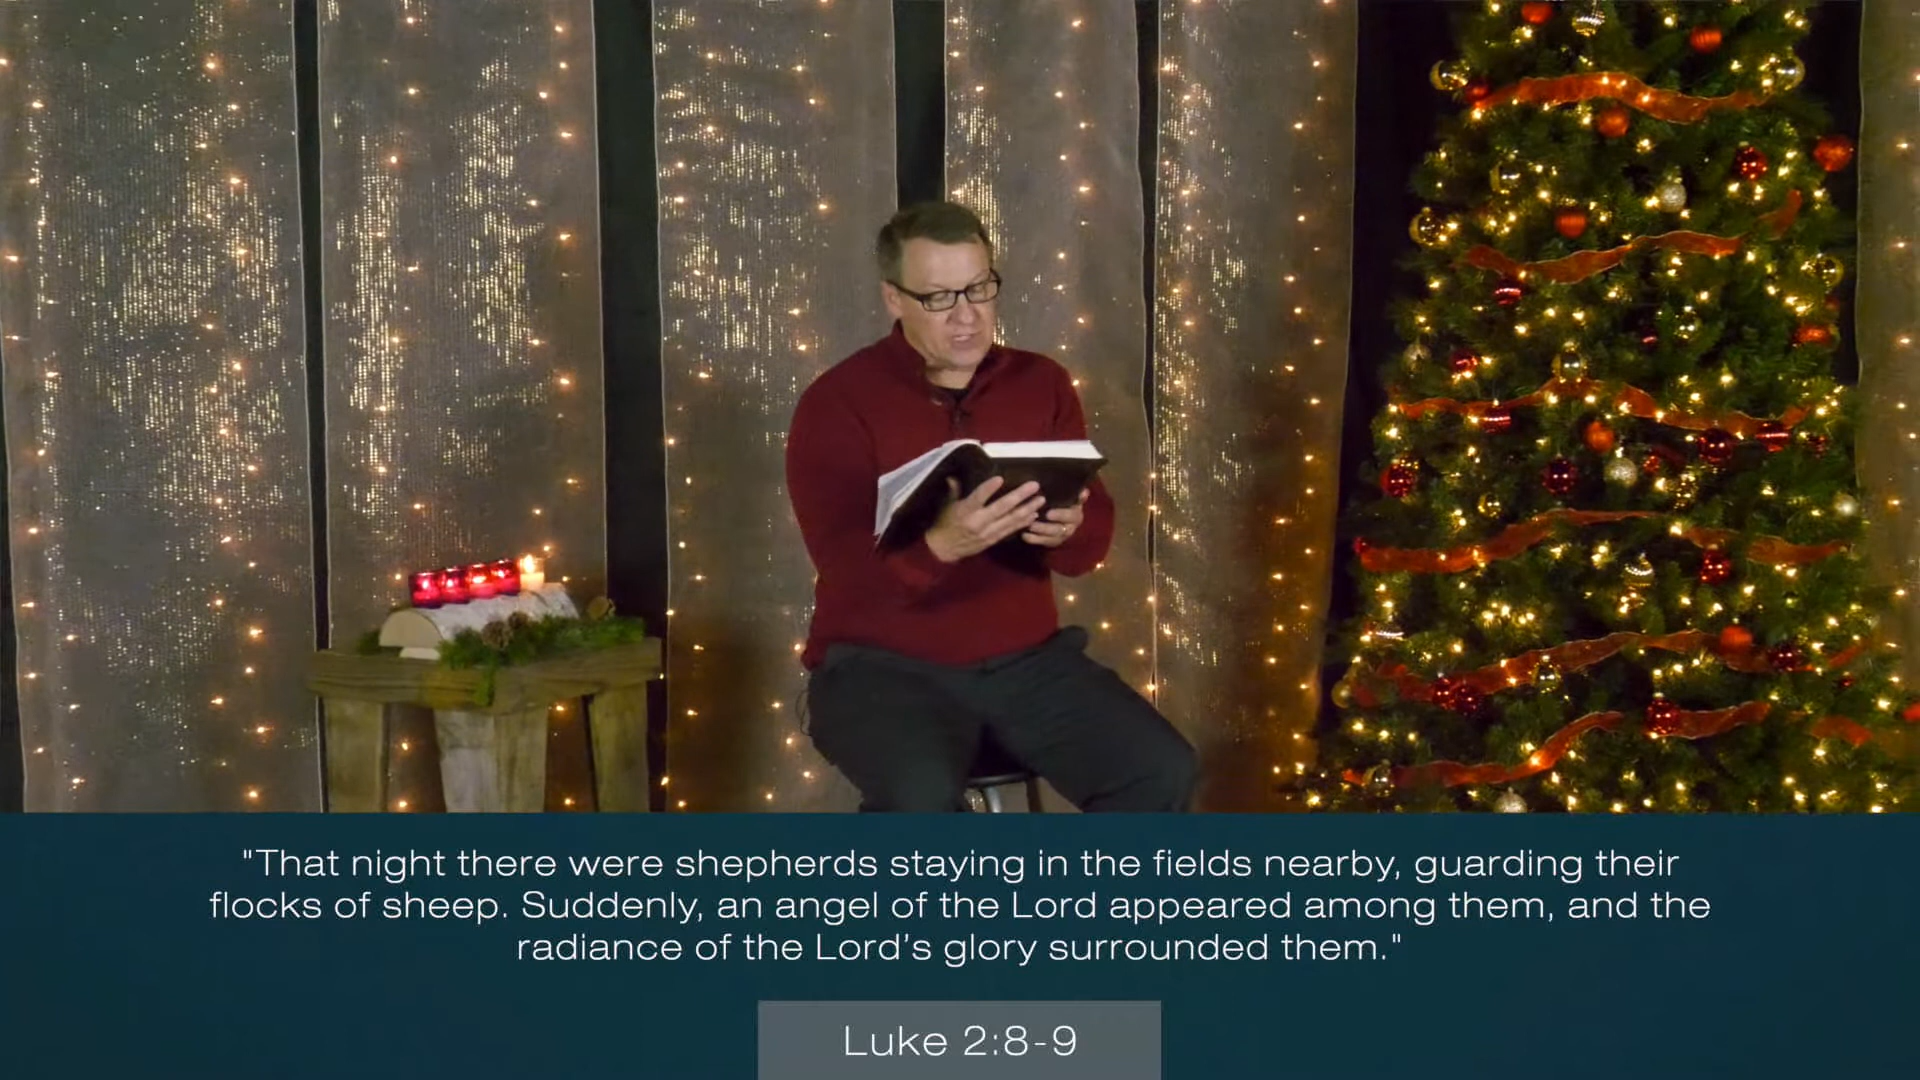 "That night there were shepherds staying in the fields nearby, guarding their
flocks of sheep. Suddenly, an angel of the Lord appeared among them, and the
radiance of the Lord’s glory surrounded them."
Luke 2:8-9